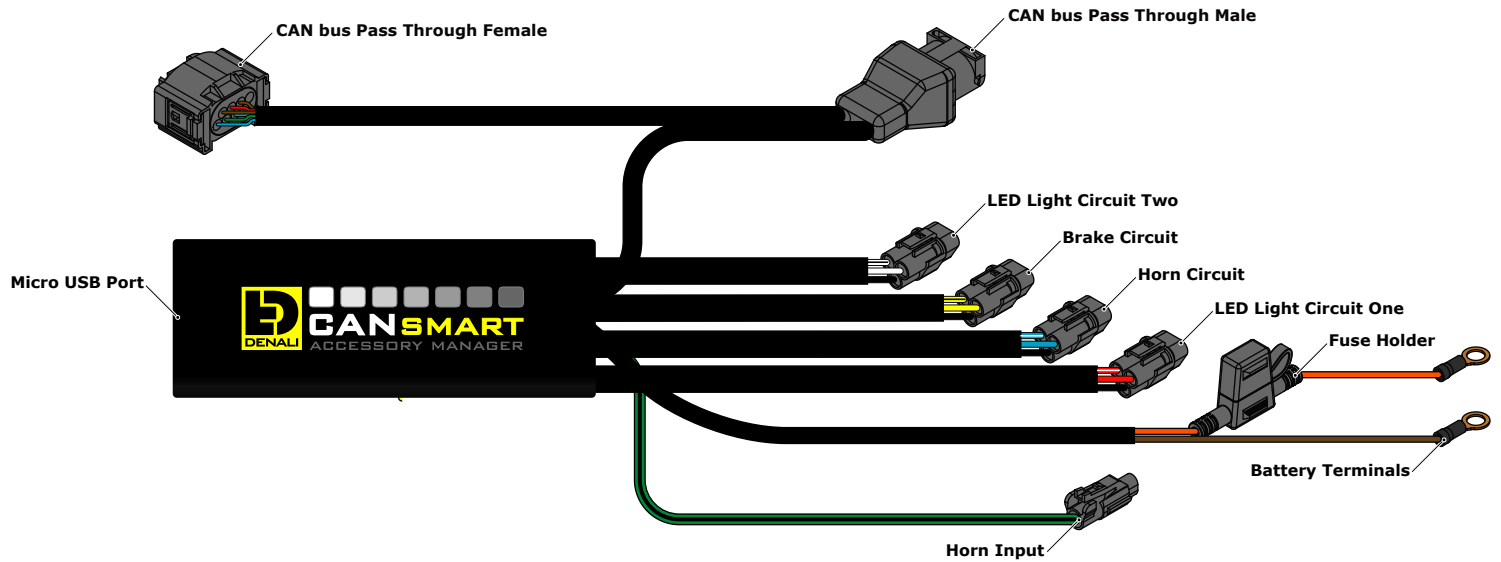 CAN bus Pass Through Female
CAN bus Pass Through Male
LED Light Circuit Two
Brake Circuit
Horn Circuit
LED Light Circuit One
Fuse Holder
Micro USB Port
DENALI
CANSMART
ACCESSORY MANAGER
Battery Terminals
Horn Input